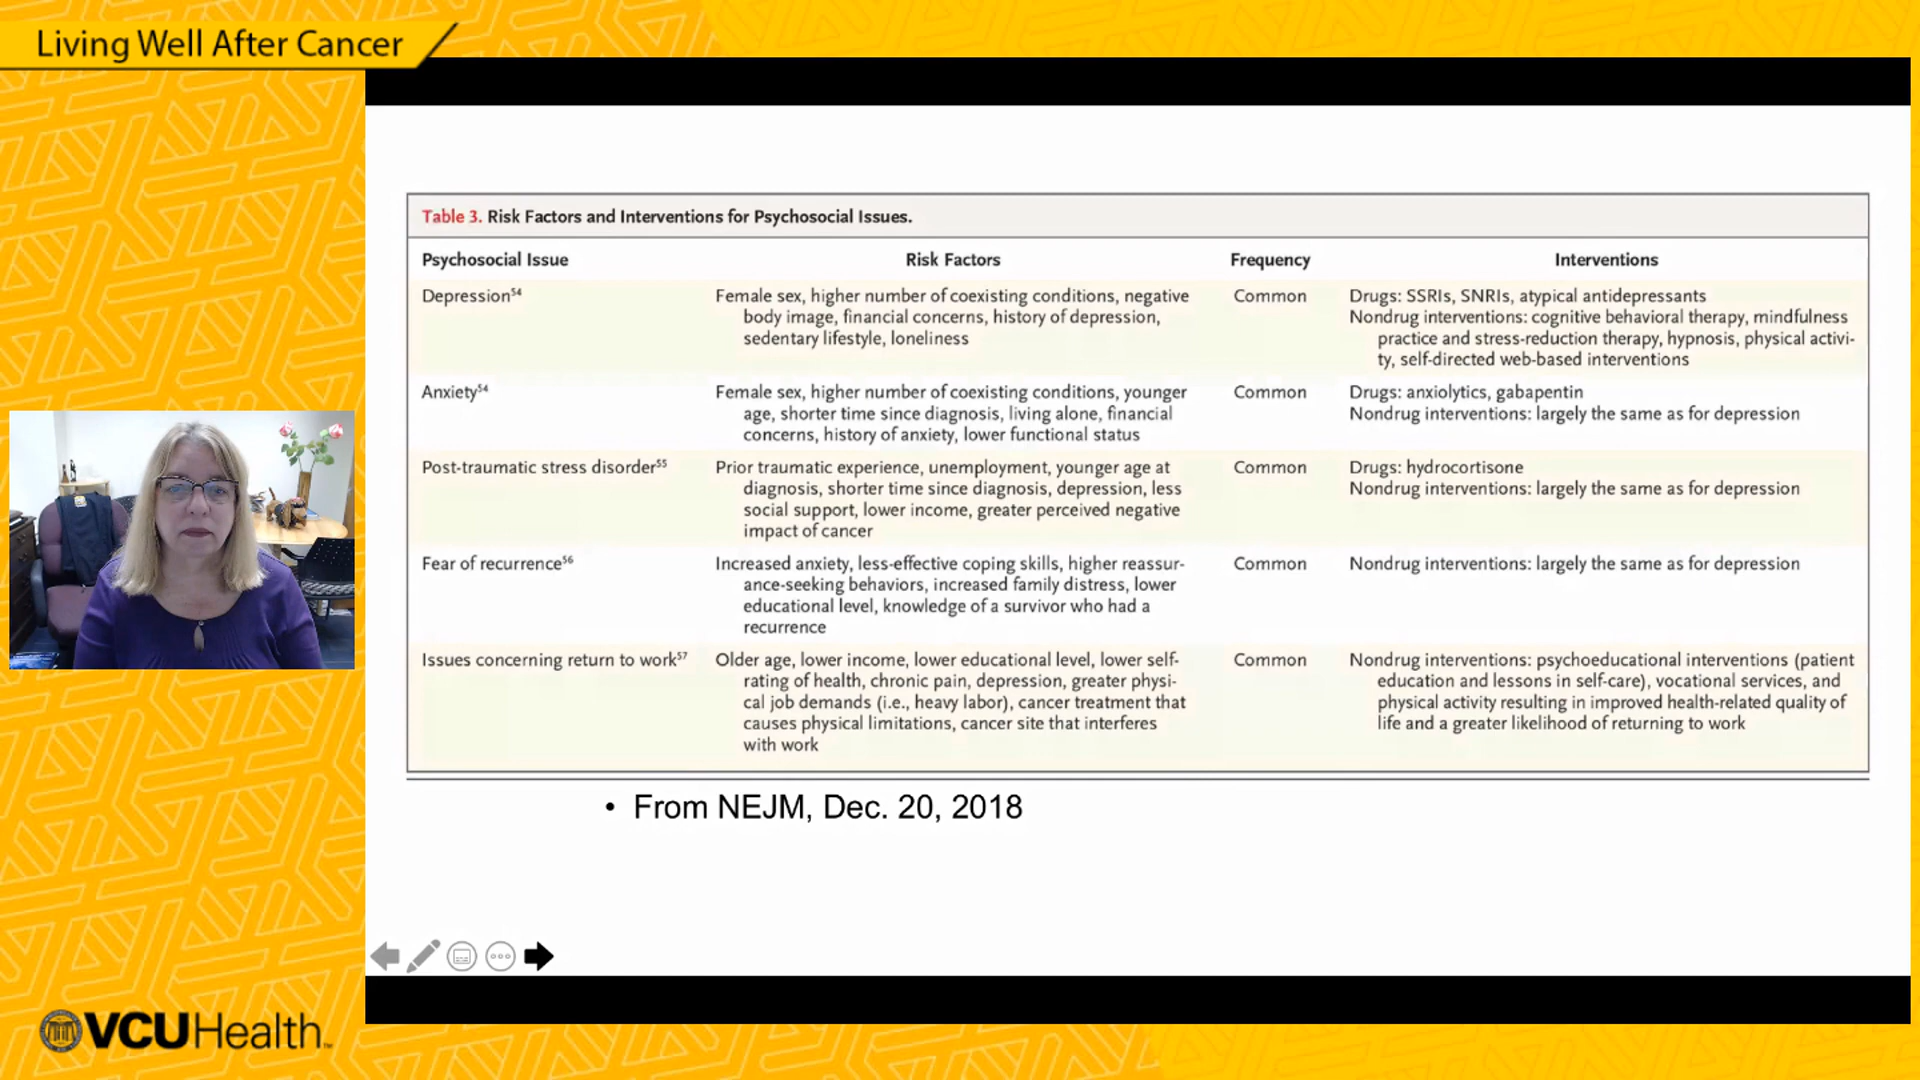 Living Well After Cancer
Table 3. Risk Factors and Interventions for Psychosocial Issues.
Psychosocial Issue Risk Factors Frequency Interventions
Depression54
Female sex, higher number of coexisting conditions, negative
body image, financial concerns, history of depression,
sedentary lifestyle, loneliness
Common
Drugs: SSRIs, SNRIs, atypical antidepressants
Nondrug interventions: cognitive behavioral therapy, mindfulness
practice and stress-reduction therapy, hypnosis, physical activi-
ty, self-directed web-based interventions
Anxiety54
Female sex, higher number of coexisting conditions, younger
age, shorter time since diagnosis, living alone, financial
concerns, history of anxiety, lower functional status
Common
Drugs: anxiolytics, gabapentin
Nondrug interventions: largely the same as for depression
Post-traumatic stress disorder55
Prior traumatic experience, unemployment, younger age at
diagnosis, shorter time since diagnosis, depression, less
social support, lower income, greater perceived negative
impact of cancer
Common
Drugs: hydrocortisone
Nondrug interventions: largely the same as for depression
Fear of recurrence56
Increased anxiety, less-effective coping skills, higher reassur-
ance-seeking behaviors, increased family distress, lower
educational level, knowledge of a survivor who had a
recurrence
Common
Nondrug interventions: largely the same as for depression
Issues concerning return to work57
Older age, lower income, lower educational level, lower self-
rating of health, chronic pain, depression, greater physi-
cal job demands (i.e., heavy labor), cancer treatment that
causes physical limitations, cancer site that interferes
with work
Common
Nondrug interventions: psychoeducational interventions (patient
education and lessons in self-care), vocational services, and
physical activity resulting in improved health-related quality of
life and a greater likelihood of returning to work
• From NEJM, Dec. 20, 2018
VCUHealth™